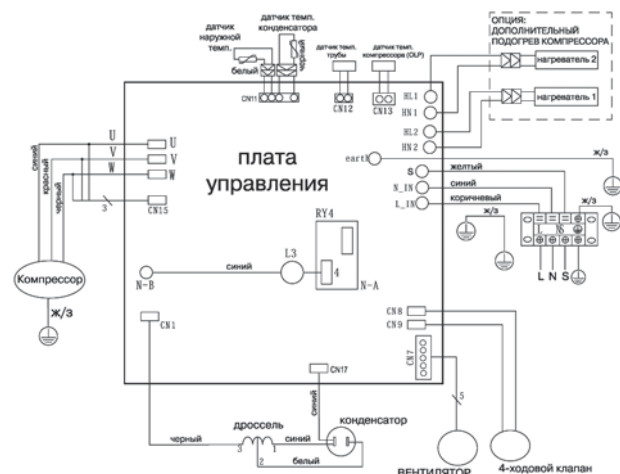 датчик темп.
конденсатора
датчик
наружной
темп.
белый
черный
датчик темп.
трубы
датчик темп.
компрессора (OLP)
ОПЦИЯ:
ДОПОЛНИТЕЛЬНЫЙ
ПОДОГРЕВ КОМПРЕССОРА
нагреватель 2
нагреватель 1
CN11
CN12
CN13
HL1
HN1
HL2
HN2
earth
ж/з
S
желтый
N_IN
синий
L_IN
коричневый
ж/з
ж/з
L
N
S
L N S
U
V
W
U
V
W
синий
красный
черный
3
CN15
плата
управления
RY4
L3
4
синий
N-B
N-A
Компрессор
ж/з
CN1
CN8
CN9
CN7
CN17
5
синий
дроссель
конденсатор
черный
3
1
синий
2
белый
ВЕНТИЛЯТОР
4-ходовой клапан